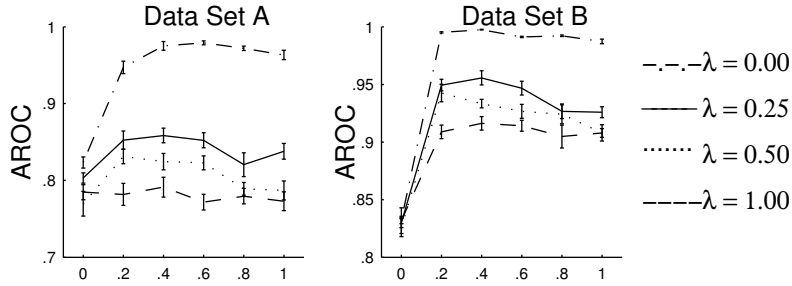 Data Set A
1
.9
.8
.7
AROC
0 .2 .4 .6 .8 1
Data Set B
1
.95
.9
.85
.8
AROC
0 .2 .4 .6 .8 1
λ = 0.00
λ = 0.25
λ = 0.50
λ = 1.00